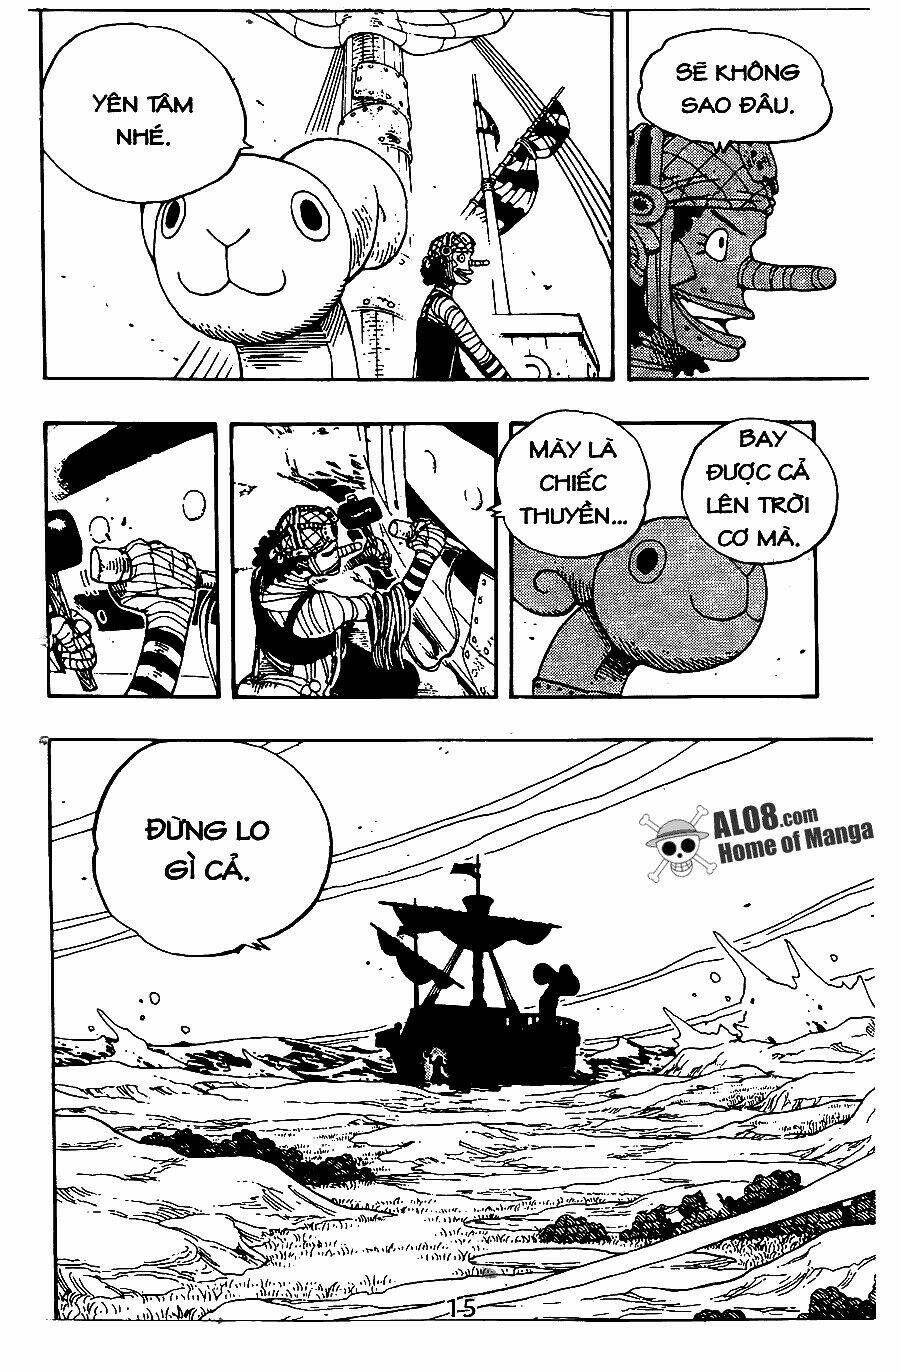 YÊN TÂM
NHÉ.
SẼ KHÔNG
SAO ĐÂU.
MÀY LÀ
CHIẾC
THUYỀN...
BAY
ĐƯỢC CẢ
LÊN TRỜI
CƠ MÀ.
ĐỪNG LO
GÌ CẢ.
AL08.com
Home of Manga
15